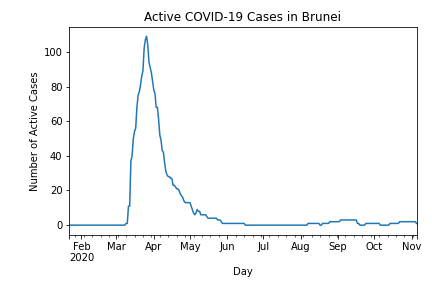 Active COVID-19 Cases in Brunei
Number of Active Cases
100
80
60
40
20
0
Feb Mar Apr May Jun Jul Aug Sep Oct Nov
2020
Day